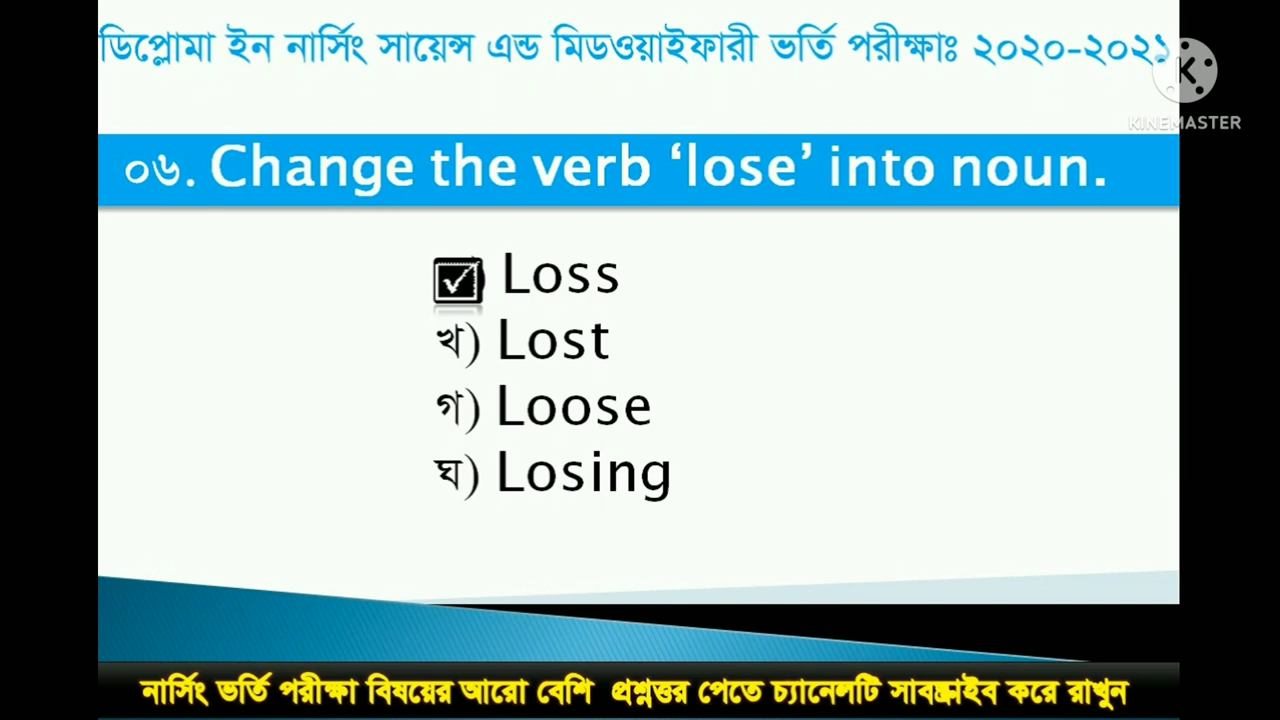 ডিপ্লোমা ইন নার্সিং সায়েন্স এন্ড মিডওয়াইফারী ভর্তি পরীক্ষাঃ ২০২০-২০২১
KINEMASTER
০৬. Change the verb ‘lose’ into noun.
Loss
খ) Lost
গ) Loose
ঘ) Losing
নার্সিং ভর্তি পরীক্ষা বিষয়ের আরো বেশি প্রশ্নত্তর পেতে চ্যানেলটি সাবস্ক্রাইব করে রাখুন